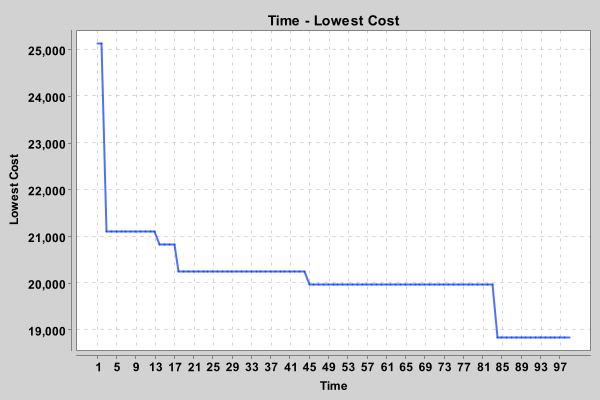 Time - Lowest Cost
25,000
24,000
23,000
22,000
21,000
20,000
19,000
Lowest Cost
1 5 9 13 17 21 25 29 33 37 41 45 49 53 57 61 65 69 73 77 81 85 89 93 97
Time